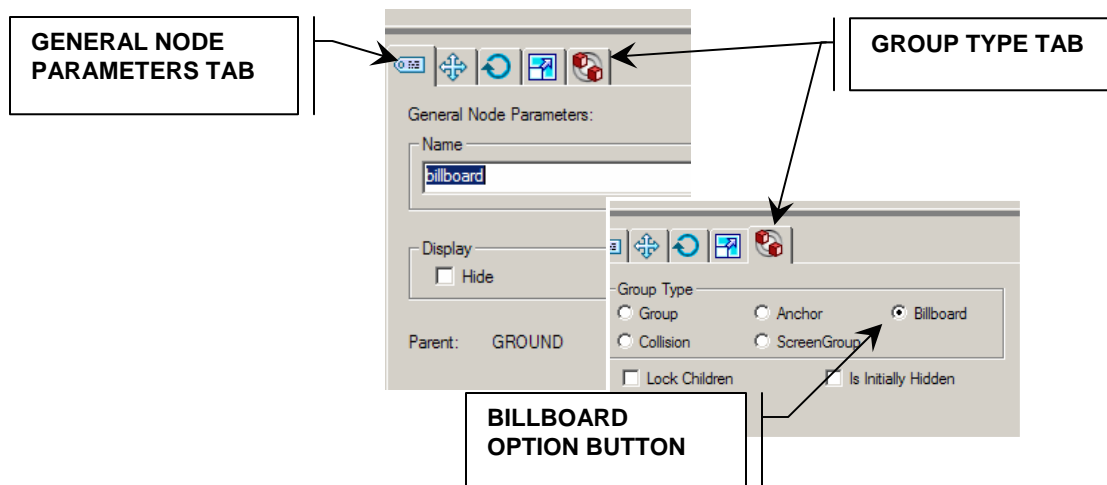 GENERAL NODE
PARAMETERS TAB
GROUP TYPE TAB
General Node Parameters:
Name
billboard
Display
Hide
Parent: GROUND
Group Type
Group Anchor Billboard
Collision ScreenGroup
Lock Children Is Initially Hidden
BILLBOARD
OPTION BUTTON